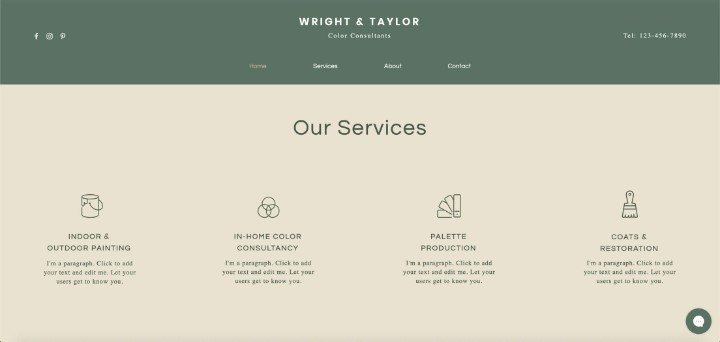 WRIGHT & TAYLOR
Color Consultants
Tel: 123-456-7890
Home Services About Contact
Our Services
INDOOR &
OUTDOOR PAINTING
I'm a paragraph. Click to add
your text and edit me. Let your
users get to know you.
IN-HOME COLOR
CONSULTANCY
I'm a paragraph. Click to add
your text and edit me. Let your
users get to know you.
PALETTE
PRODUCTION
I'm a paragraph. Click to add
your text and edit me. Let your
users get to know you.
COATS &
RESTORATION
I'm a paragraph. Click to add
your text and edit me. Let your
users get to know you.